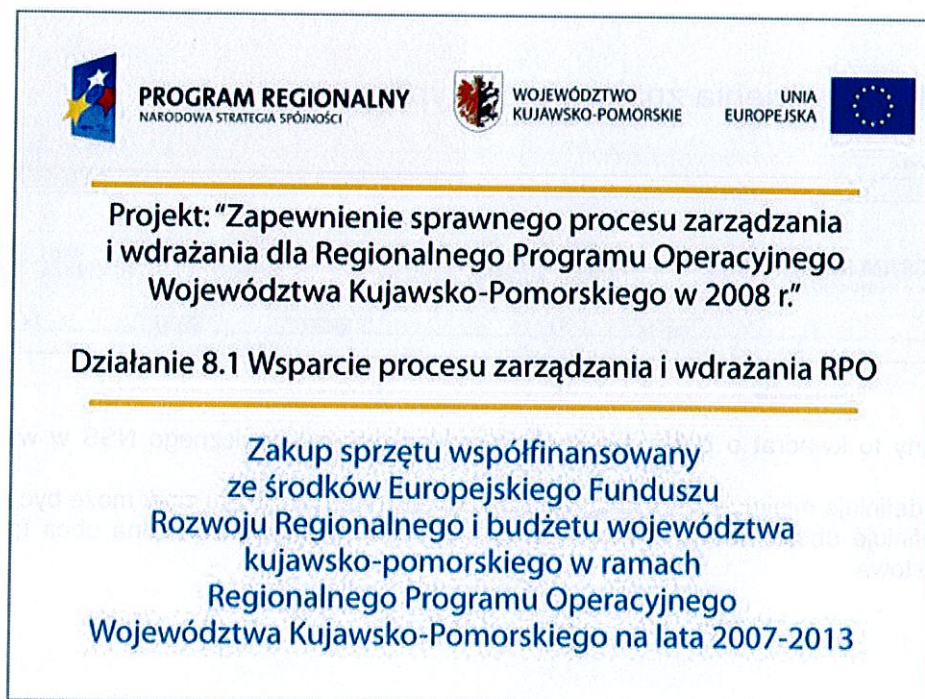 PROGRAM REGIONALNY
NARODOWA STRATEGIA SPÓJNOŚCI
WOJEWÓDZTWO
KUJAWSKO-POMORSKIE
UNIA
EUROPEJSKA
Projekt: "Zapewnienie sprawnego procesu zarządzania
i wdrażania dla Regionalnego Programu Operacyjnego
Województwa Kujawsko-Pomorskiego w 2008 r."
Działanie 8.1 Wsparcie procesu zarządzania i wdrażania RPO
Zakup sprzętu współfinansowany
ze środków Europejskiego Funduszu
Rozwoju Regionalnego i budżetu województwa
kujawsko-pomorskiego w ramach
Regionalnego Programu Operacyjnego
Województwa Kujawsko-Pomorskiego na lata 2007-2013